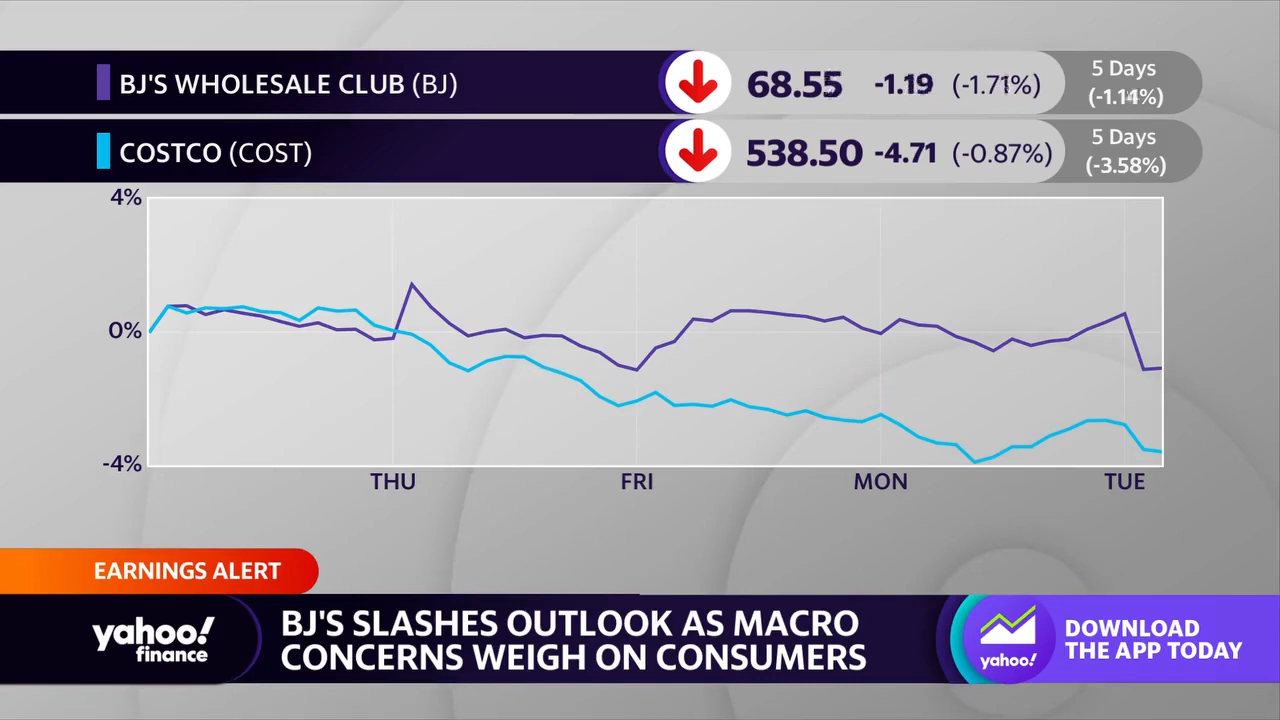 BJ'S WHOLESALE CLUB (BJ)
68.55 -1.19 (-1.71%)
5 Days
COSTCO (COST)
538.50 -4.71 (-0.87%)
5 Days
(-3.58%)
4%
0%
-4%
THU FRI MON TUE
EARNINGS ALERT
yahoo!
finance
BJ'S SLASHES OUTLOOK AS MACRO
CONCERNS WEIGH ON CONSUMERS
yahoo!
DOWNLOAD
THE APP TODAY